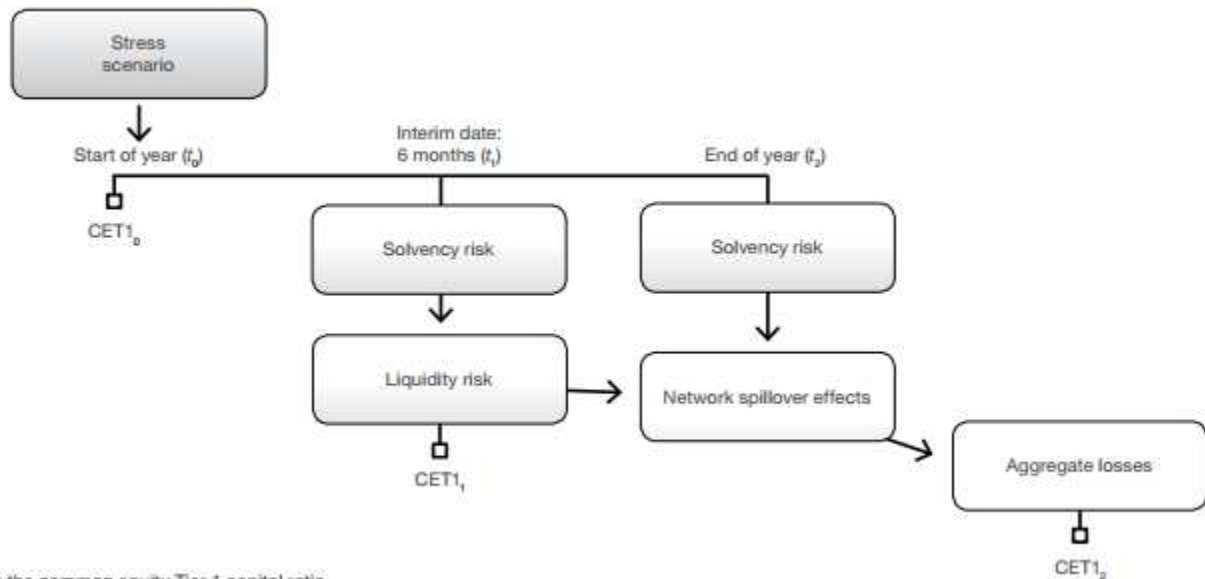 Stress
scenario
Start of year (t₀)
Interim date:
6 months (t₁)
End of year (t₂)
CET1₀
Solvency risk
Solvency risk
Liquidity risk
Network spillover effects
CET1₁
Aggregate losses
CET1₂
the common equity Tier 1 capital ratio